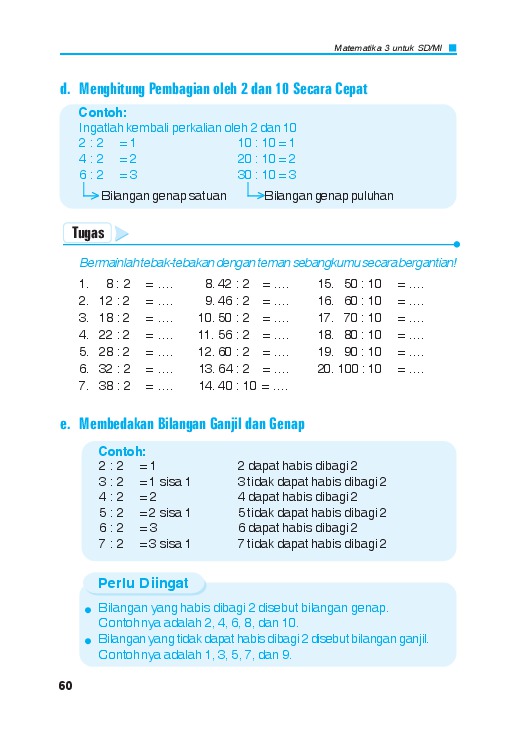 Matematika 3 untuk SD/MI
d. Menghitung Pembagian oleh 2 dan 10 Secara Cepat
Contoh:
Ingatlah kembali perkalian oleh 2 dan 10
2 : 2 = 1 10 : 10 = 1
4 : 2 = 2 20 : 10 = 2
6 : 2 = 3 30 : 10 = 3
Bilangan genap satuan Bilangan genap puluhan
Tugas
Bermainlah tebak-tebakan dengan teman sebangkumu secara bergantian!
1. 8 : 2 = .... 8. 42 : 2 = .... 15. 50 : 10 = ....
2. 12 : 2 = .... 9. 46 : 2 = .... 16. 60 : 10 = ....
3. 18 : 2 = .... 10. 50 : 2 = .... 17. 70 : 10 = ....
4. 22 : 2 = .... 11. 56 : 2 = .... 18. 80 : 10 = ....
5. 28 : 2 = .... 12. 60 : 2 = .... 19. 90 : 10 = ....
6. 32 : 2 = .... 13. 64 : 2 = .... 20. 100 : 10 = ....
7. 38 : 2 = .... 14. 40 : 10 = ....
e. Membedakan Bilangan Ganjil dan Genap
Contoh:
2 : 2 = 1 2 dapat habis dibagi 2
3 : 2 = 1 sisa 1 3 tidak dapat habis dibagi 2
4 : 2 = 2 4 dapat habis dibagi 2
5 : 2 = 2 sisa 1 5 tidak dapat habis dibagi 2
6 : 2 = 3 6 dapat habis dibagi 2
7 : 2 = 3 sisa 1 7 tidak dapat habis dibagi 2
Perlu Diingat
• Bilangan yang habis dibagi 2 disebut bilangan genap.
Contohnya adalah 2, 4, 6, 8, dan 10.
• Bilangan yang tidak dapat habis dibagi 2 disebut bilangan ganjil.
Contohnya adalah 1, 3, 5, 7, dan 9.
60